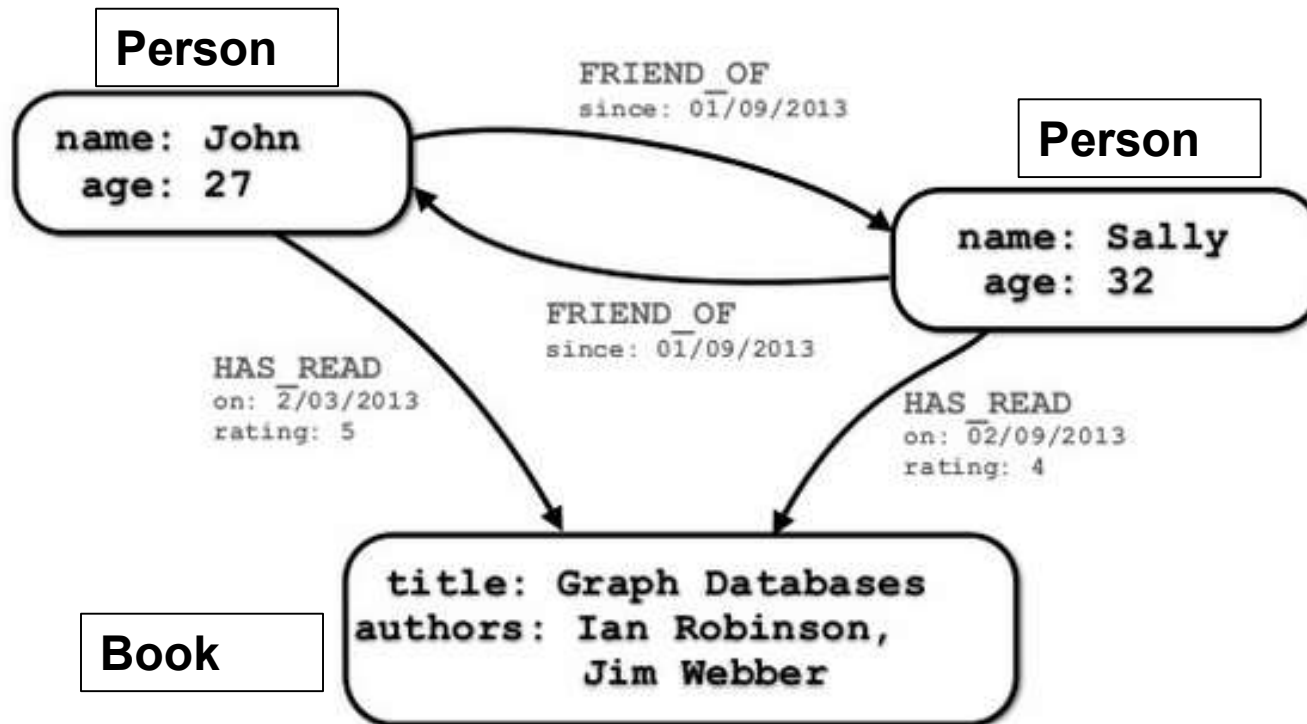 Person
name: John
age: 27
FRIEND_OF
since: 01/09/2013
Person
name: Sally
age: 32
FRIEND_OF
since: 01/09/2013
HAS_READ
on: 2/03/2013
rating: 5
HAS_READ
on: 02/09/2013
rating: 4
title: Graph Databases
authors: Ian Robinson,
Jim Webber
Book